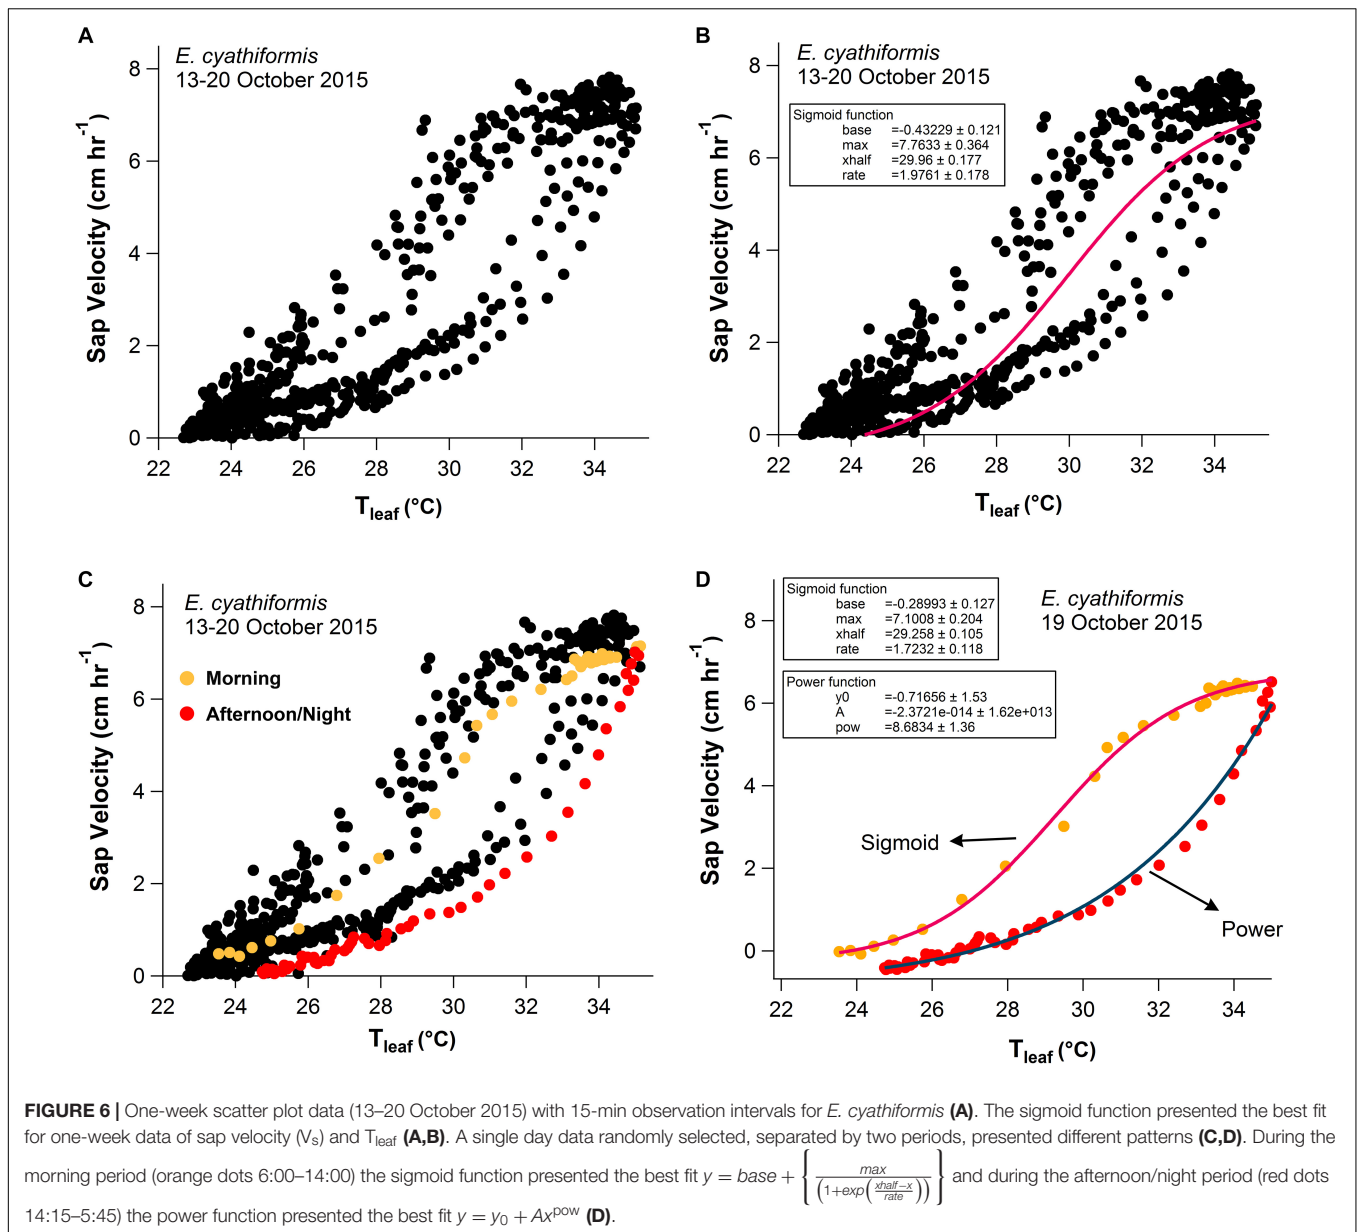 A
E. cyathiformis
13-20 October 2015
Sap Velocity (cm hr⁻¹)
8
6
4
2
0
22 24 26 28 30 32 34
T_leaf (°C)
B
E. cyathiformis
13-20 October 2015
Sigmoid function
base =-0.43229 ± 0.121
max =7.7633 ± 0.364
xhalf =29.96 ± 0.177
rate =1.9761 ± 0.178
Sap Velocity (cm hr⁻¹)
8
6
4
2
0
22 24 26 28 30 32 34
T_leaf (°C)
C
E. cyathiformis
13-20 October 2015
Morning
Afternoon/Night
Sap Velocity (cm hr⁻¹)
8
6
4
2
0
22 24 26 28 30 32 34
T_leaf (°C)
D
Sigmoid function
base =-0.28993 ± 0.127
max =7.1008 ± 0.204
xhalf =29.258 ± 0.105
rate =1.7232 ± 0.118
E. cyathiformis
19 October 2015
Power function
y0 =-0.71656 ± 1.53
A =-2.3721e-014 ± 1.62e+013
pow =8.6834 ± 1.36
Sap Velocity (cm hr⁻¹)
8
6
4
2
0
Sigmoid
Power
22 24 26 28 30 32 34
T_leaf (°C)
FIGURE 6 | One-week scatter plot data (13–20 October 2015) with 15-min observation intervals for E. cyathiformis (A). The sigmoid function presented the best fit
for one-week data of sap velocity (V_s) and T_leaf (A,B). A single day data randomly selected, separated by two periods, presented different patterns (C,D). During the
morning period (orange dots 6:00–14:00) the sigmoid function presented the best fit y = base + { max / (1+exp((xhalf−x)/rate)) } and during the afternoon/night period (red dots
14:15–5:45) the power function presented the best fit y = y₀ + Ax^pow (D).